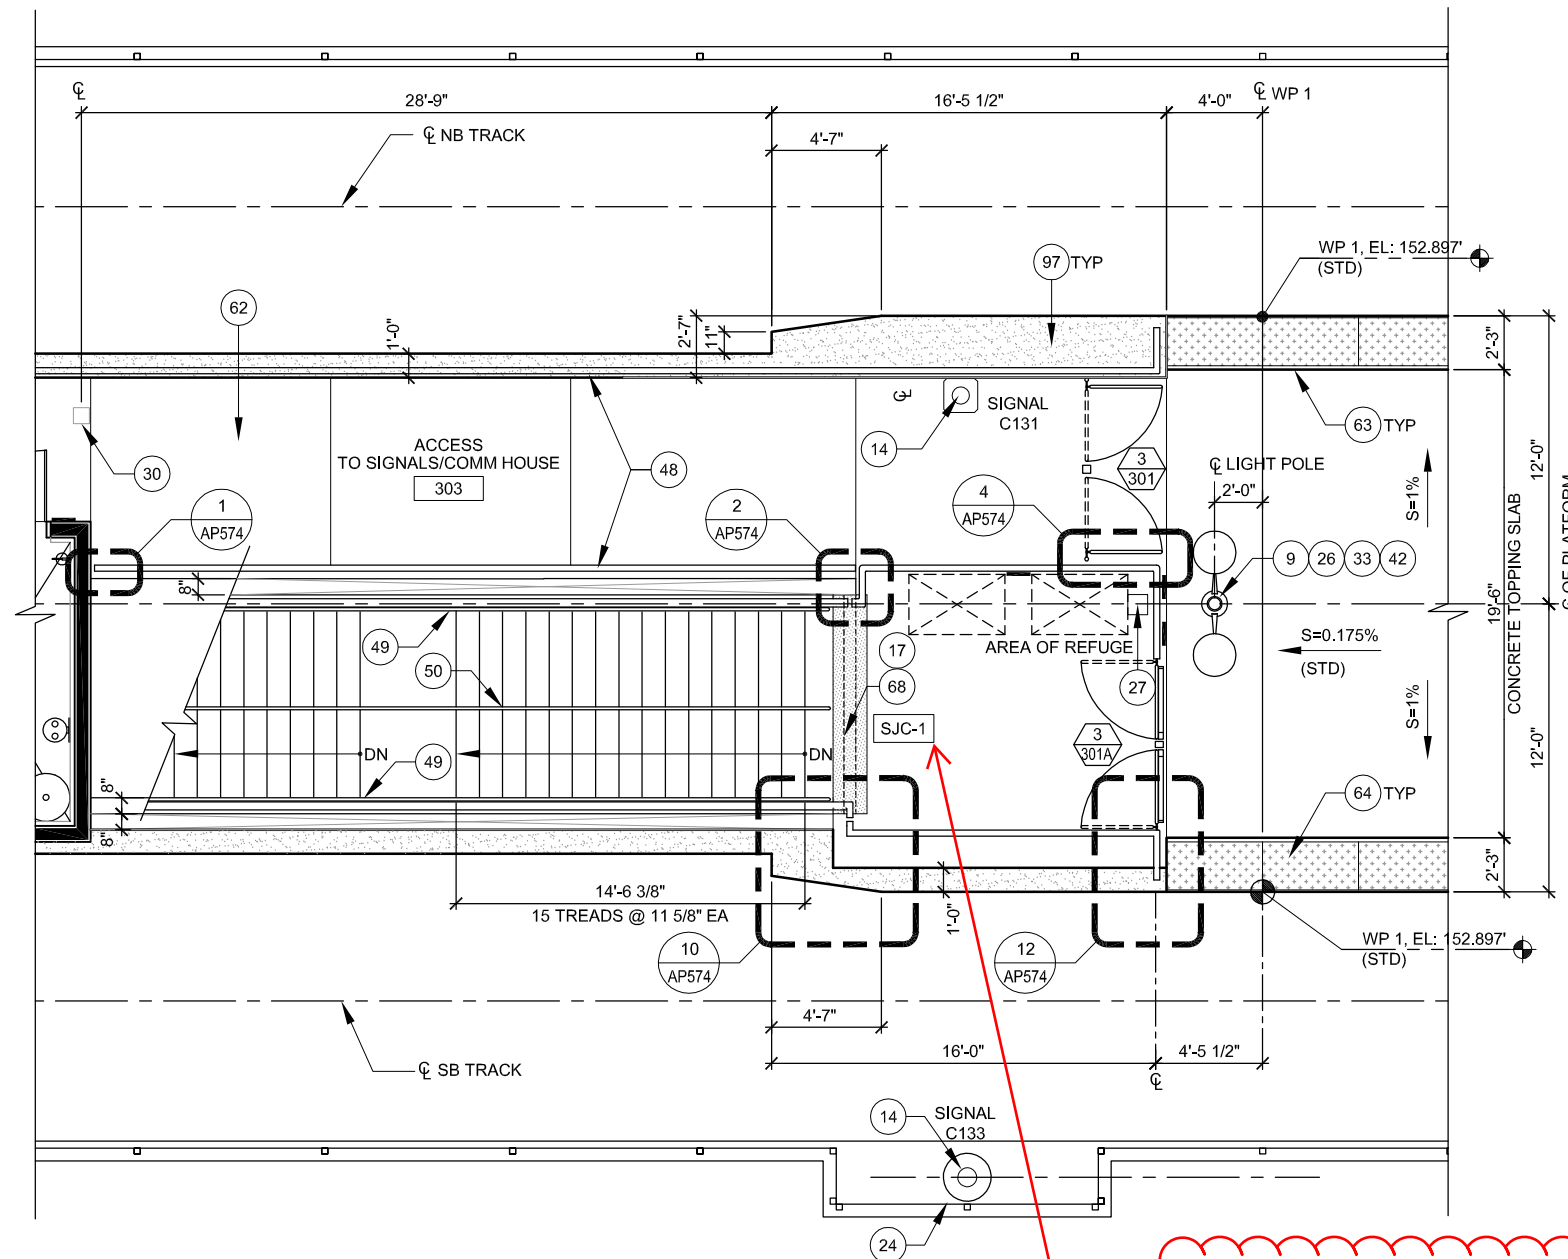 ℄
28'-9"
16'-5 1/2"
4'-0"
℄ WP 1
℄ NB TRACK
4'-7"
WP 1, EL: 152.897'
(STD)
97 TYP
62
1'-0"
2'-7"
11"
2'-3"
12'-0"
63 TYP
℄
SIGNAL
C131
14
3
301
ACCESS
TO SIGNALS/COMM HOUSE
303
30
48
℄ LIGHT POLE
2'-0"
S=1%
1
AP574
2
AP574
4
AP574
9 26 33 42
8"
19'-6"
CONCRETE TOPPING SLAB
℄ OF PLATFORM
49
50
17
68
AREA OF REFUGE
27
S=0.175%
(STD)
SJC-1
3
301A
S=1%
DN
DN
49
8"
8"
64 TYP
12'-0"
2'-3"
14'-6 3/8"
15 TREADS @ 11 5/8" EA
1'-0"
10
AP574
12
AP574
WP 1, EL: 152.897'
(STD)
4'-7"
16'-0"
4'-5 1/2"
℄
℄ SB TRACK
14
SIGNAL
C133
24